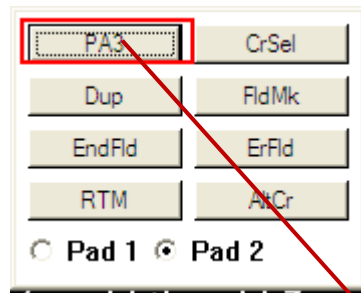 PA3 CrSel
Dup FldMk
EndFld ErFld
RTM AltCr
Pad 1 Pad 2